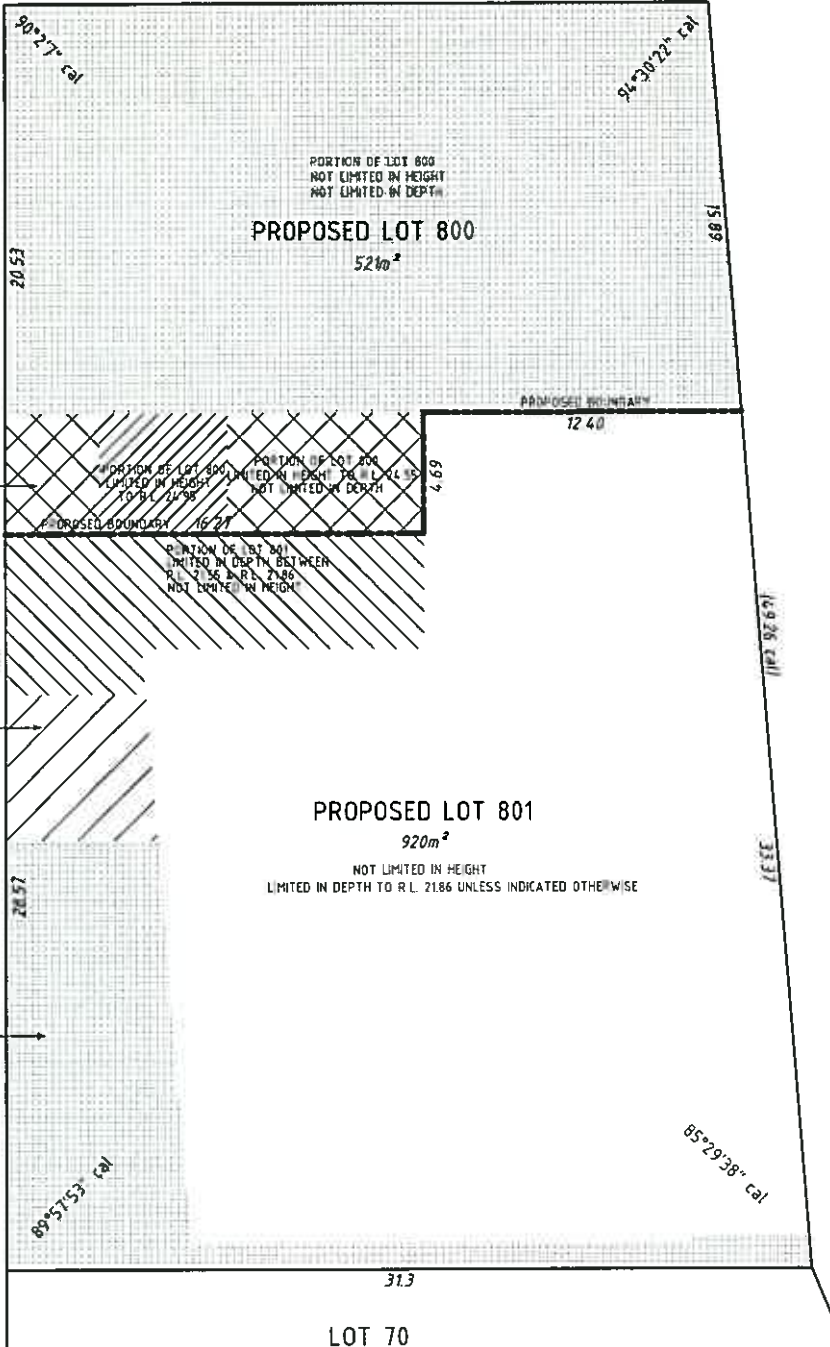 90°2'7" cal
94°30'22" cal
PORTION OF LOT 800
NOT LIMITED IN HEIGHT
NOT LIMITED IN DEPTH
PROPOSED LOT 800
521m²
20.53
15.89
PROPOSED BOUNDARY
12.40
4.69
PORTION OF LOT 800
LIMITED IN HEIGHT
TO R.L. 24.95
PORTION OF LOT 800
LIMITED IN HEIGHT TO R.L. 24.55
NOT LIMITED IN DEPTH
PROPOSED BOUNDARY 16.27
PORTION OF LOT 801
LIMITED IN DEPTH BETWEEN
R.L. 21.56 & R.L. 21.86
NOT LIMITED IN HEIGHT
PROPOSED LOT 801
920m²
NOT LIMITED IN HEIGHT
LIMITED IN DEPTH TO R.L. 21.86 UNLESS INDICATED OTHERWISE
33.37
28.57
89°57'53" cal
85°29'38" cal
31.3
LOT 70